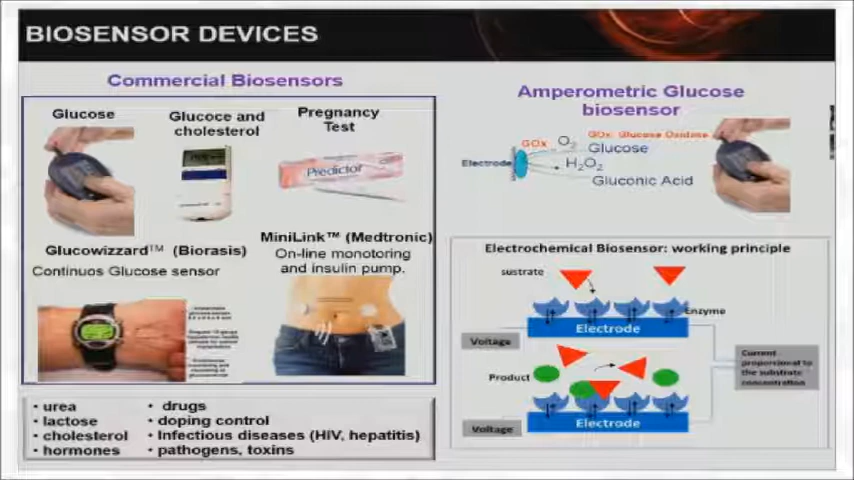 BIOSENSOR DEVICES
Commercial Biosensors
Glucose
Glucoce and
cholesterol
Pregnancy
Test
Predictor
Glucowizzard™ (Biorasis)
Continuos Glucose sensor
MiniLink™ (Medtronic)
On-line monotoring
and insulin pump.
• urea
• lactose
• cholesterol
• hormones
• drugs
• doping control
• Infectious diseases (HiV, hepatitis)
• pathogens, toxins
Amperometric Glucose
biosensor
GOx: Glucose Oxidase
GOx
O2
Glucose
Electrode
H2O2
Gluconic Acid
Electrochemical Biosensor: working principle
sustrate
Enzyme
Electrode
Voltage
Product
Electrode
Voltage
Current
proporcional to
the substrate
concentration